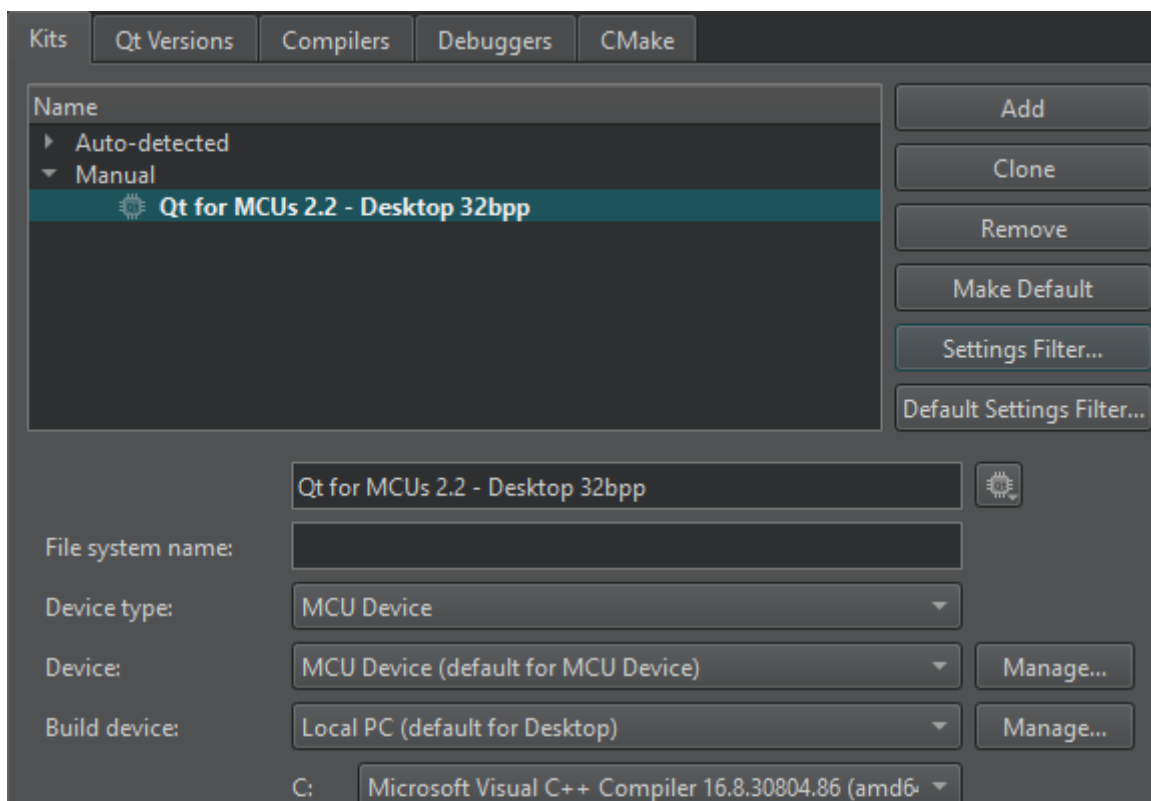 Kits Qt Versions Compilers Debuggers CMake
Name
Auto-detected
Manual
Qt for MCUs 2.2 - Desktop 32bpp
Add
Clone
Remove
Make Default
Settings Filter...
Default Settings Filter...
Qt for MCUs 2.2 - Desktop 32bpp
File system name:
Device type: MCU Device
Device: MCU Device (default for MCU Device) Manage...
Build device: Local PC (default for Desktop) Manage...
C: Microsoft Visual C++ Compiler 16.8.30804.86